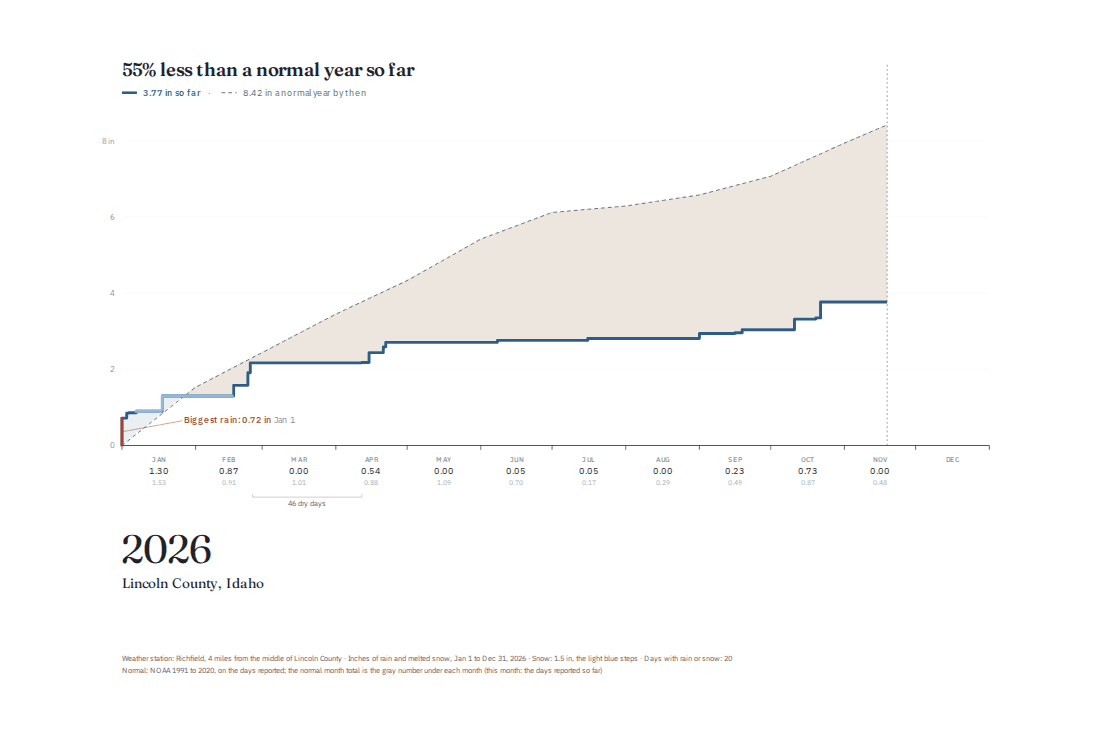 55% less than a normal year so far
3.77 in so far · 8.42 in a normal year by then
8 in
6
4
2
0
Biggest rain: 0.72 in Jan 1
JAN FEB MAR APR MAY JUN JUL AUG SEP OCT NOV DEC
1.30 0.87 0.00 0.54 0.00 0.05 0.05 0.00 0.23 0.73 0.00
1.53 0.91 1.01 0.88 1.09 0.70 0.17 0.29 0.49 0.87 0.48
46 dry days
2026
Lincoln County, Idaho
Weather station: Richfield, 4 miles from the middle of Lincoln County · Inches of rain and melted snow, Jan 1 to Dec 31, 2026 · Snow: 1.5 in, the light blue steps · Days with rain or snow: 20
Normal: NOAA 1991 to 2020, on the days reported; the normal month total is the gray number under each month (this month: the days reported so far)